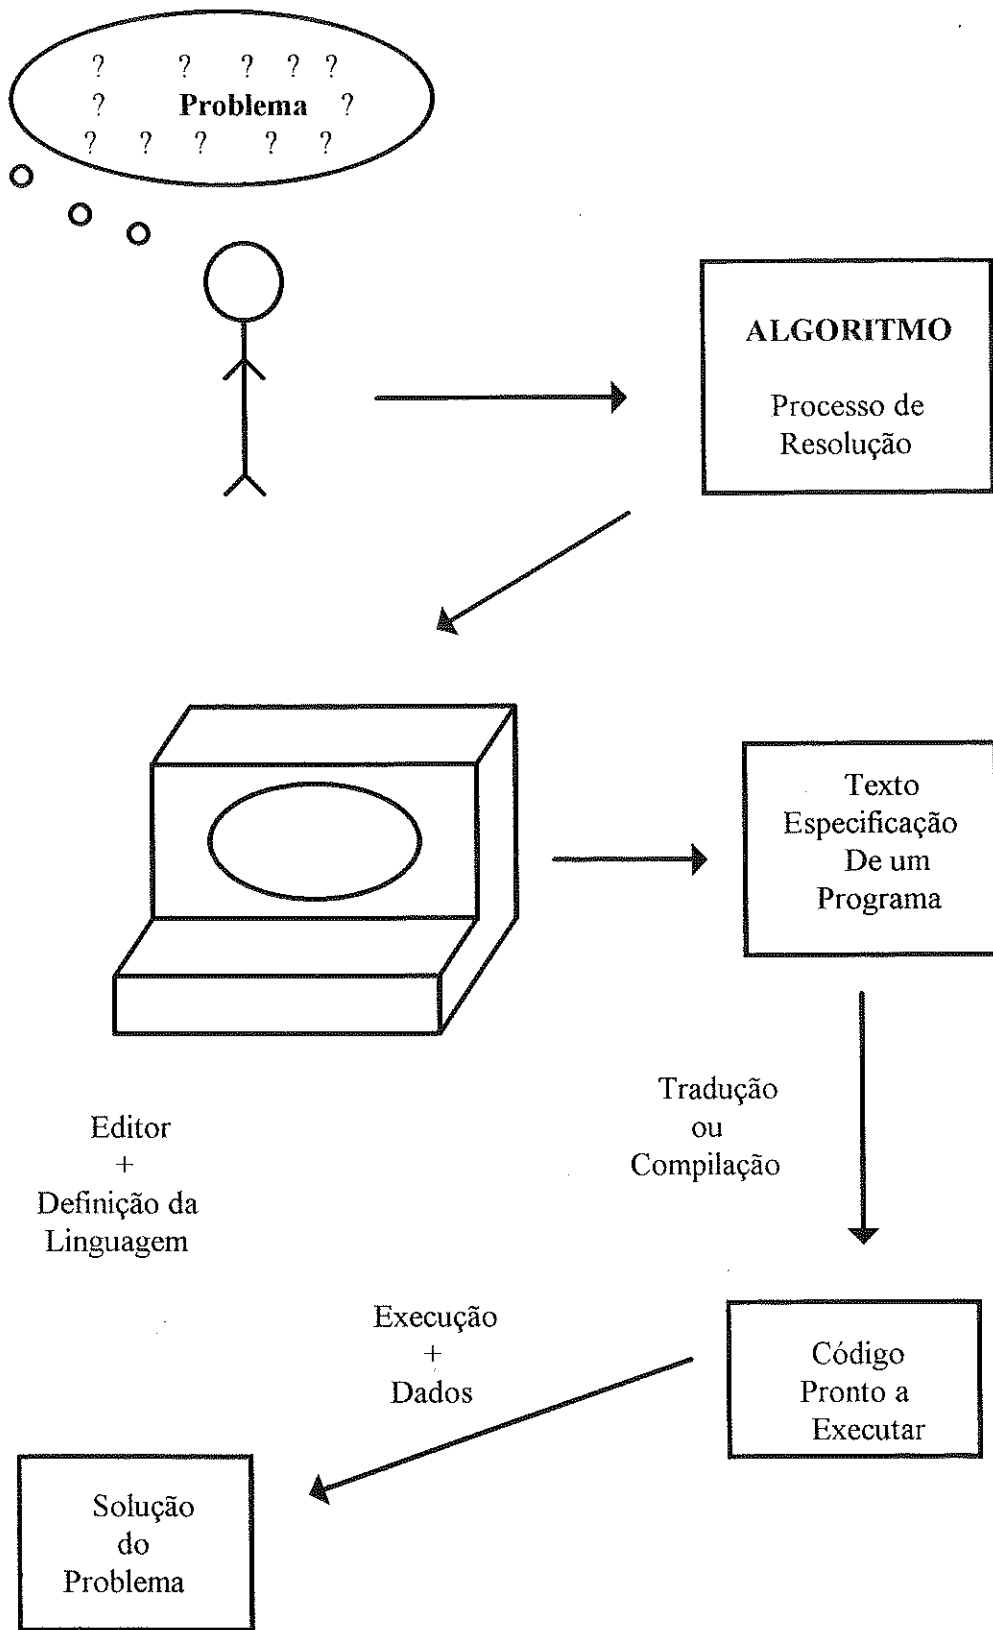 ? ? ? ? ?
? Problema ?
? ? ? ? ?
ALGORITMO
Processo de
Resolução
Texto
Especificação
De um
Programa
Tradução
ou
Compilação
Editor
+
Definição da
Linguagem
Execução
+
Dados
Código
Pronto a
Executar
Solução
do
Problema